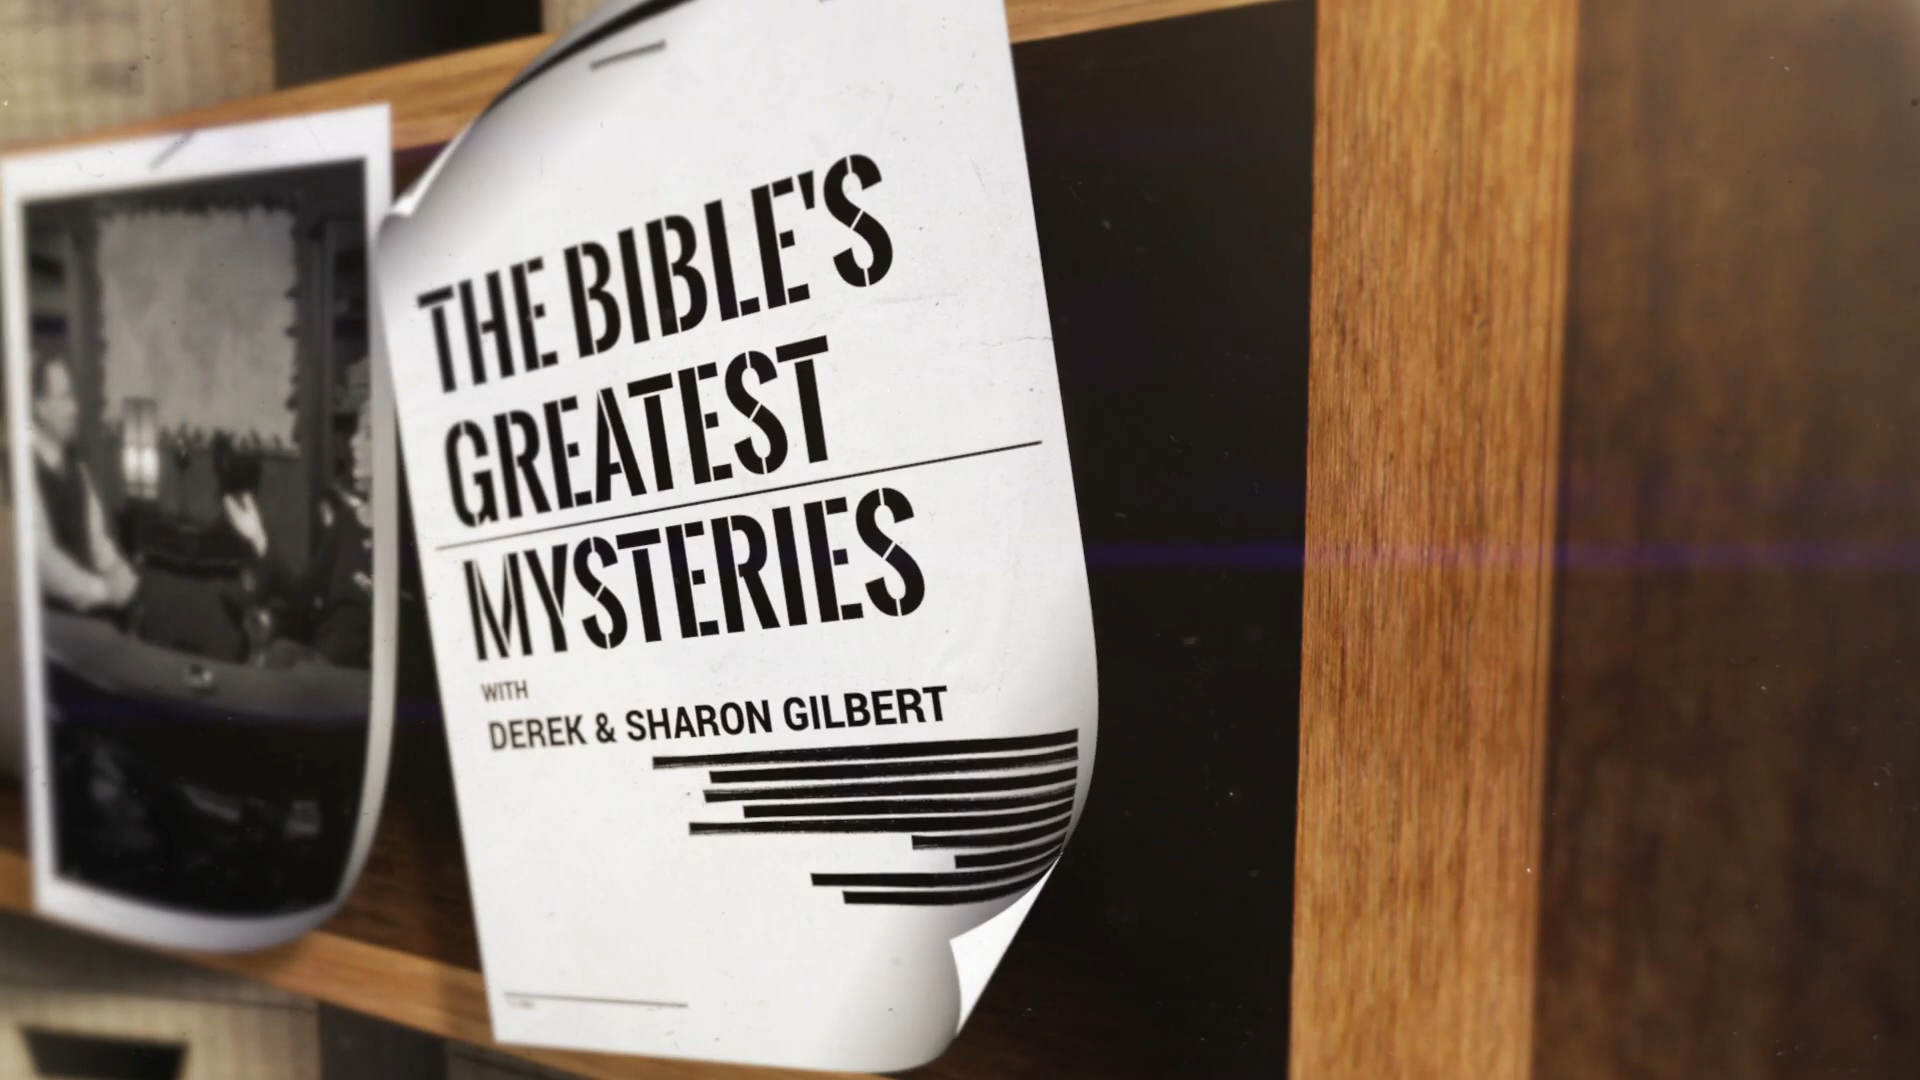 THE BIBLE'S
GREATEST
MYSTERIES
WITH
DEREK & SHARON GILBERT